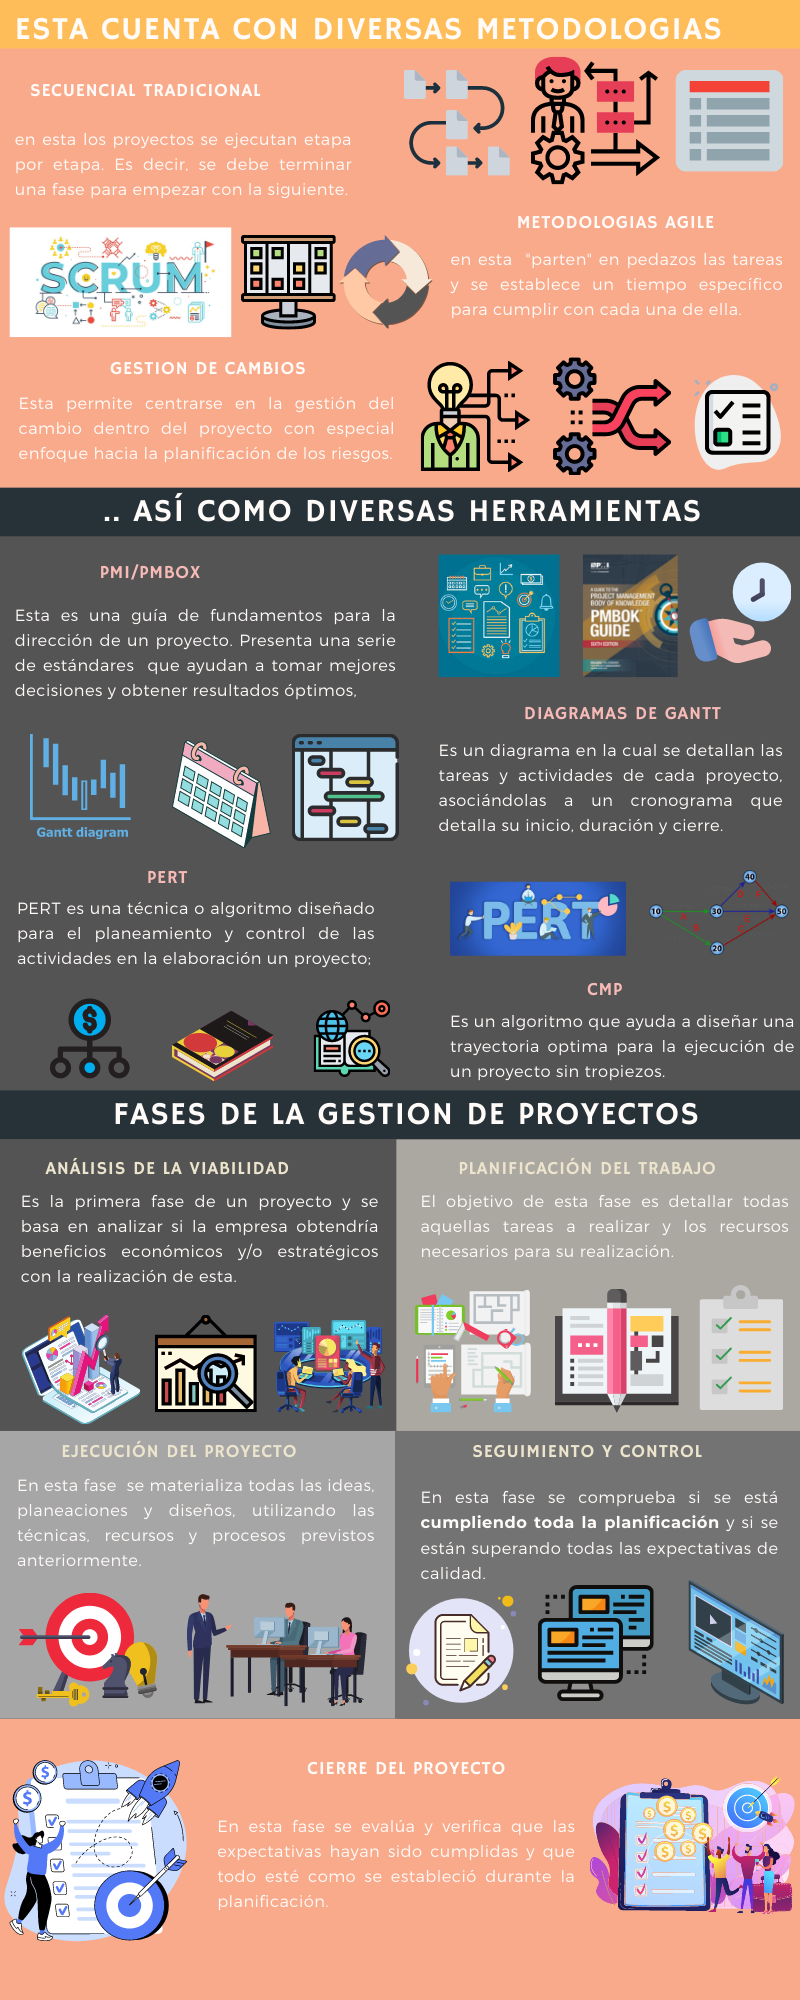 ESTA CUENTA CON DIVERSAS METODOLOGIAS
SECUENCIAL TRADICIONAL
en esta los proyectos se ejecutan etapa
por etapa. Es decir, se debe terminar
una fase para empezar con la siguiente.
SCRUM
METODOLOGIAS AGILE
en esta "parten" en pedazos las tareas
y se establece un tiempo específico
para cumplir con cada una de ella.
GESTION DE CAMBIOS
Esta permite centrarse en la gestión del
cambio dentro del proyecto con especial
enfoque hacia la planificación de los riesgos.
.. ASÍ COMO DIVERSAS HERRAMIENTAS
PMI/PMBOX
Esta es una guía de fundamentos para la
dirección de un proyecto. Presenta una serie
de estándares que ayudan a tomar mejores
decisiones y obtener resultados óptimos,
A GUIDE TO THE
PROJECT MANAGEMENT
BODY OF KNOWLEDGE
PMBOK
GUIDE
SIXTH EDITION
DIAGRAMAS DE GANTT
Es un diagrama en la cual se detallan las
tareas y actividades de cada proyecto,
asociándolas a un cronograma que
detalla su inicio, duración y cierre.
Gantt diagram
PERT
PERT es una técnica o algoritmo diseñado
para el planeamiento y control de las
actividades en la elaboración un proyecto;
PERT
10
30
40
50
20
CMP
Es un algoritmo que ayuda a diseñar una
trayectoria optima para la ejecución de
un proyecto sin tropiezos.
FASES DE LA GESTION DE PROYECTOS
ANÁLISIS DE LA VIABILIDAD
Es la primera fase de un proyecto y se
basa en analizar si la empresa obtendría
beneficios económicos y/o estratégicos
con la realización de esta.
PLANIFICACIÓN DEL TRABAJO
El objetivo de esta fase es detallar todas
aquellas tareas a realizar y los recursos
necesarios para su realización.
EJECUCIÓN DEL PROYECTO
En esta fase se materializa todas las ideas,
planeaciones y diseños, utilizando las
técnicas, recursos y procesos previstos
anteriormente.
SEGUIMIENTO Y CONTROL
En esta fase se comprueba si se está
cumpliendo toda la planificación y si se
están superando todas las expectativas de
calidad.
CIERRE DEL PROYECTO
En esta fase se evalúa y verifica que las
expectativas hayan sido cumplidas y que
todo esté como se estableció durante la
planificación.